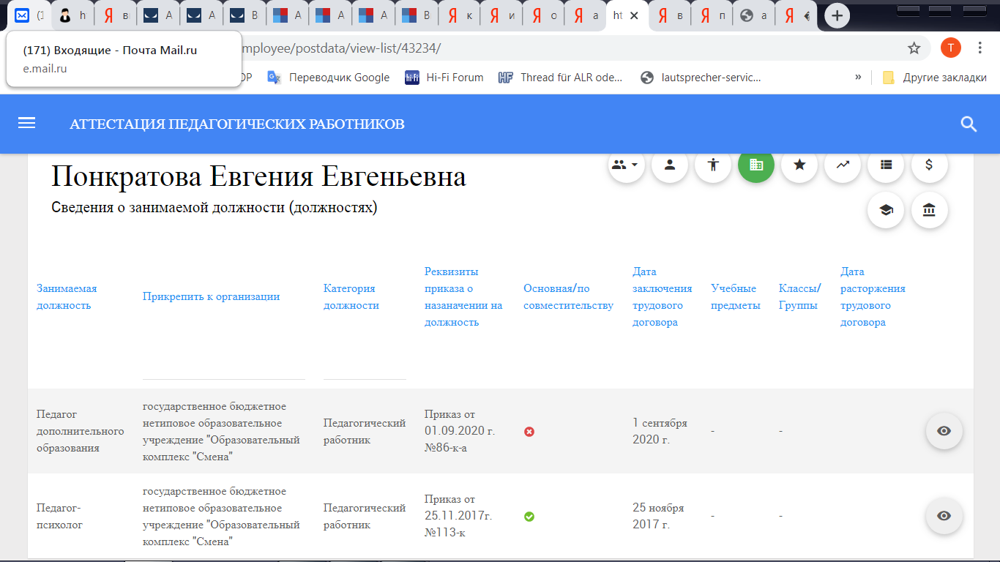 (1
h
Я
в
А
А
В
А
А
А
В
Я
к
Я
и
Я
о
Я
а
ht
Я
в
Я
п
а
Я
(171) Входящие - Почта Mail.ru
e.mail.ru
mployee/postdata/view-list/43234/
T
ОР
Переводчик Google
Hi-Fi Forum
Thread für ALR ode...
lautsprecher-servic...
»
Другие закладки
АТТЕСТАЦИЯ ПЕДАГОГИЧЕСКИХ РАБОТНИКОВ
Понкратова Евгения Евгеньевна
Сведения о занимаемой должности (должностях)
Занимаемая
должность
Прикрепить к организации
Категория
должности
Реквизиты
приказа о
назаначении на
должность
Основная/по
совместительству
Дата
заключения
трудового
договора
Учебные
предметы
Классы/
Группы
Дата
расторжения
трудового
договора
Педагог
дополнительного
образования
государственное бюджетное
нетиповое образовательное
учреждение "Образовательный
комплекс "Смена"
Педагогический
работник
Приказ от
01.09.2020 г.
№86-к-а
1 сентября
2020 г.
-
-
Педагог-
психолог
государственное бюджетное
нетиповое образовательное
учреждение "Образовательный
комплекс "Смена"
Педагогический
работник
Приказ от
25.11.2017г.
№113-к
25 ноября
2017 г.
-
-